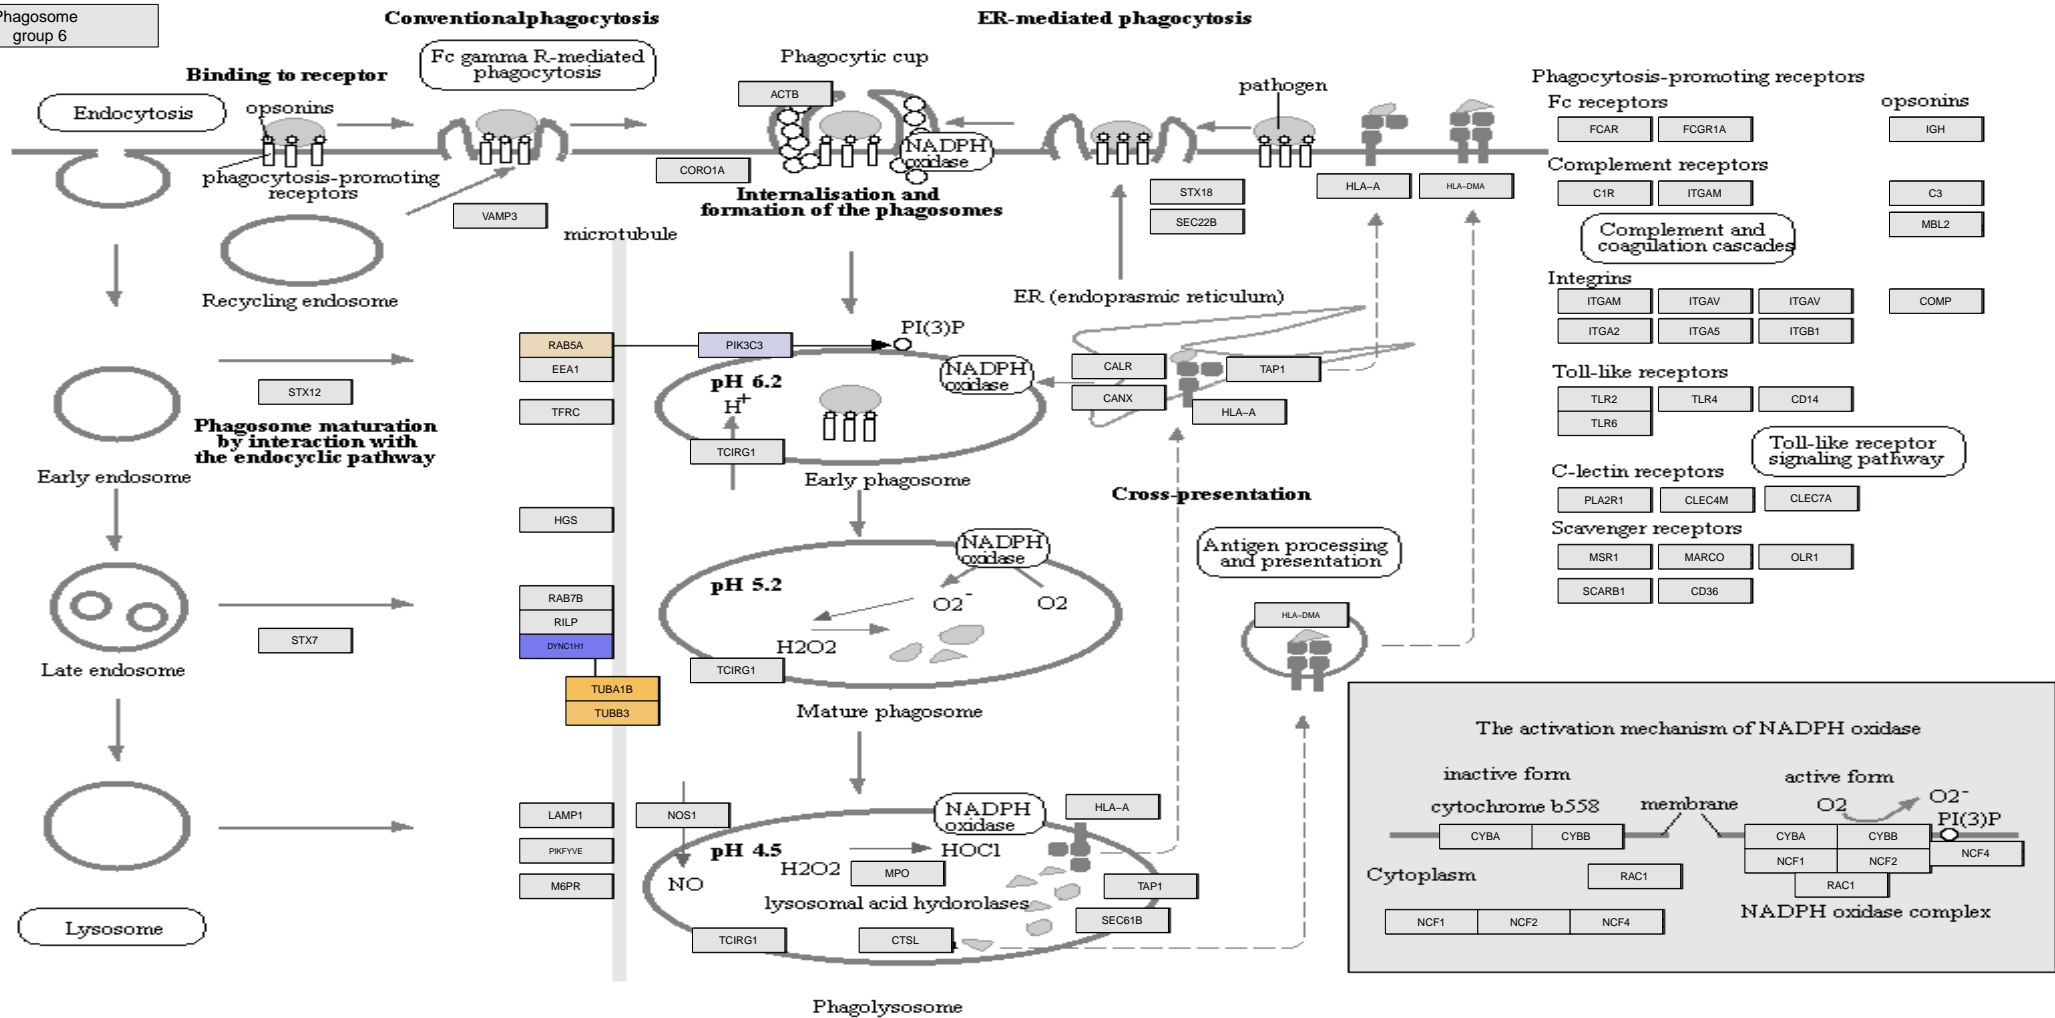 Phagosome
group 6
Conventionalphagocytosis
ER-mediated phagocytosis
Fc gamma R-mediated
phagocytosis
Phagocytic cup
Binding to receptor
Endocytosis
opsonins
ACTB
pathogen
NADPH
oxidase
phagocytosis-promoting
receptors
CORO1A
VAMP3
Internalisation and
formation of the phagosomes
STX18
SEC22B
HLA-A
HLA-DMA
microtubule
Recycling endosome
ER (endoprasmic reticulum)
Phagocytosis-promoting receptors
Fc receptors
opsonins
FCAR
FCGR1A
IGH
Complement receptors
C1R
ITGAM
C3
MBL2
Complement and
coagulation cascades
Integrins
ITGAM
ITGAV
ITGAV
COMP
ITGA2
ITGA5
ITGB1
Toll-like receptors
TLR2
TLR4
CD14
TLR6
Toll-like receptor
signaling pathway
C-lectin receptors
PLA2R1
CLEC4M
CLEC7A
Scavenger receptors
MSR1
MARCO
OLR1
SCARB1
CD36
RAB5A
EEA1
PIK3C3
PI(3)P
STX12
TFRC
Phagosome maturation
by interaction with
the endocyclic pathway
Early endosome
pH 6.2
H+
NADPH
oxidase
TCIRG1
Early phagosome
CALR
CANX
TAP1
HLA-A
Cross-presentation
HGS
NADPH
oxidase
pH 5.2
O2-
O2
H2O2
TCIRG1
Mature phagosome
RAB7B
RILP
DYNC1H1
TUBA1B
TUBB3
STX7
Late endosome
Antigen processing
and presentation
HLA-DMA
LAMP1
PIKFYVE
M6PR
NOS1
NO
pH 4.5
NADPH
oxidase
HLA-A
H2O2
HOCl
MPO
lysosomal acid hydorolases
TAP1
SEC61B
TCIRG1
CTSL
Lysosome
Phagolysosome
The activation mechanism of NADPH oxidase
inactive form
active form
cytochrome b558
membrane
O2
O2-
PI(3)P
CYBA
CYBB
CYBA
CYBB
NCF1
NCF2
NCF4
Cytoplasm
RAC1
RAC1
NADPH oxidase complex
NCF1
NCF2
NCF4